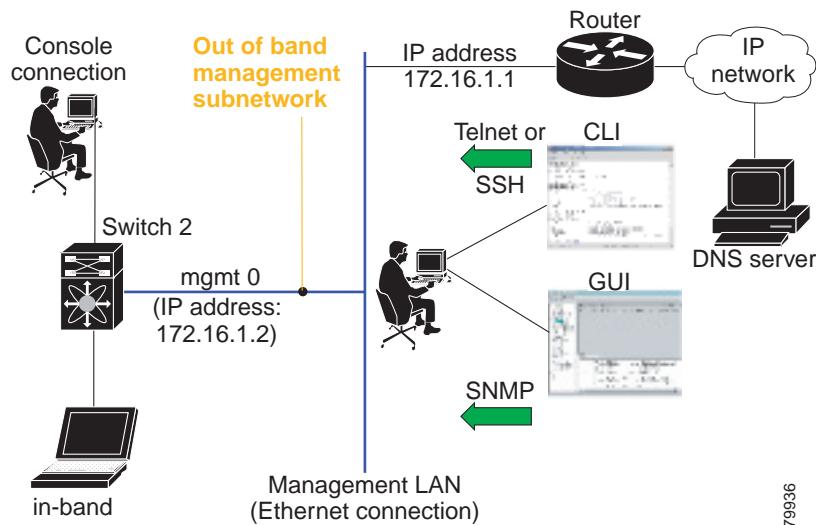 Console
connection
Out of band
management
subnetwork
IP address
172.16.1.1
Router
IP
network
Telnet or
SSH
CLI
DNS server
Switch 2
mgmt 0
(IP address:
172.16.1.2)
GUI
SNMP
in-band
Management LAN
(Ethernet connection)
79936